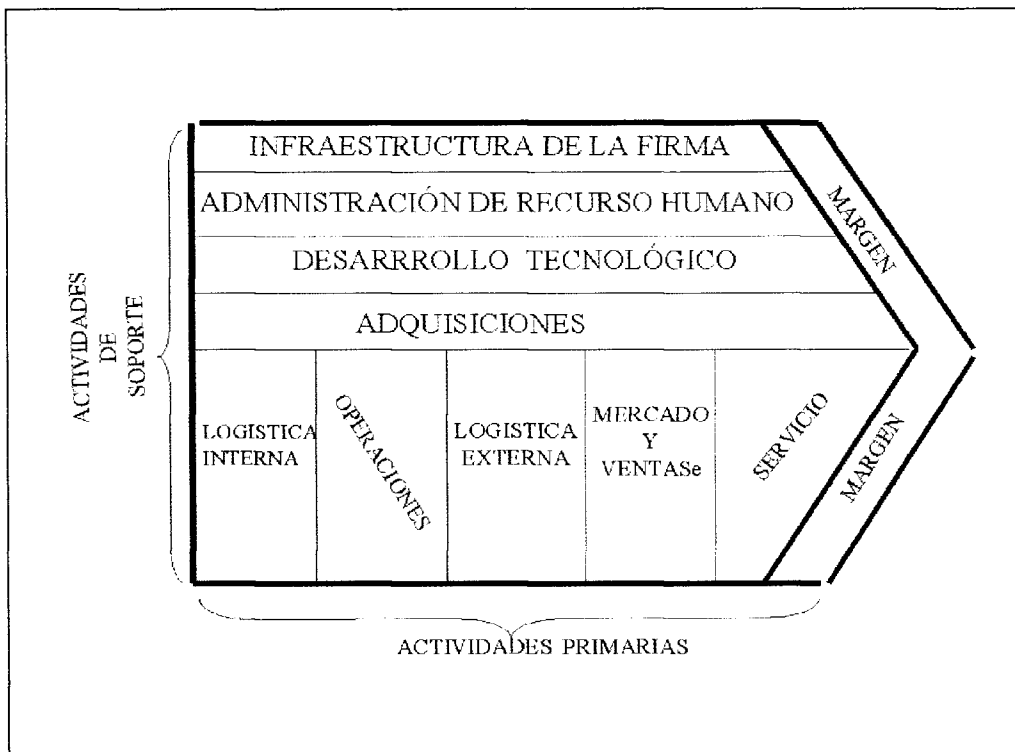 INFRAESTRUCTURA DE LA FIRMA
ADMINISTRACIÓN DE RECURSO HUMANO
DESARRROLLO TECNOLÓGICO
ADQUISICIONES
MARGEN
ACTIVIDADES
DE
SOPORTE
LOGISTICA
INTERNA
OPERACIONES
LOGISTICA
EXTERNA
MERCADO
Y
VENTASe
SERVICIO
MARGEN
ACTIVIDADES PRIMARIAS